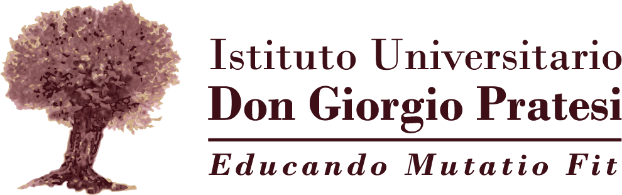 Istituto Universitario
Don Giorgio Pratesi
Educando Mutatio Fit